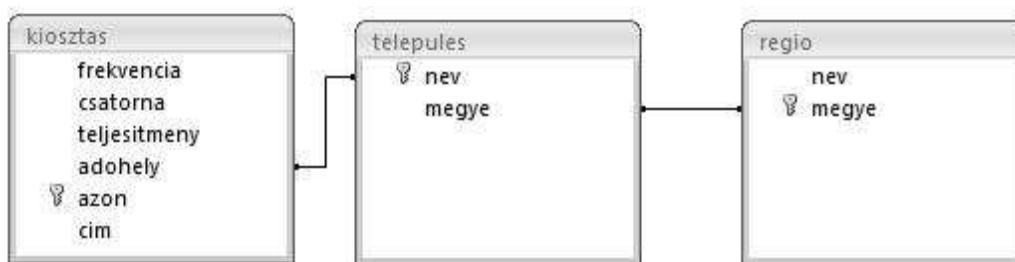 kiosztas
frekvencia
csatorna
teljesitmeny
adohely
azon
cim
telepules
nev
megye
regio
nev
megye